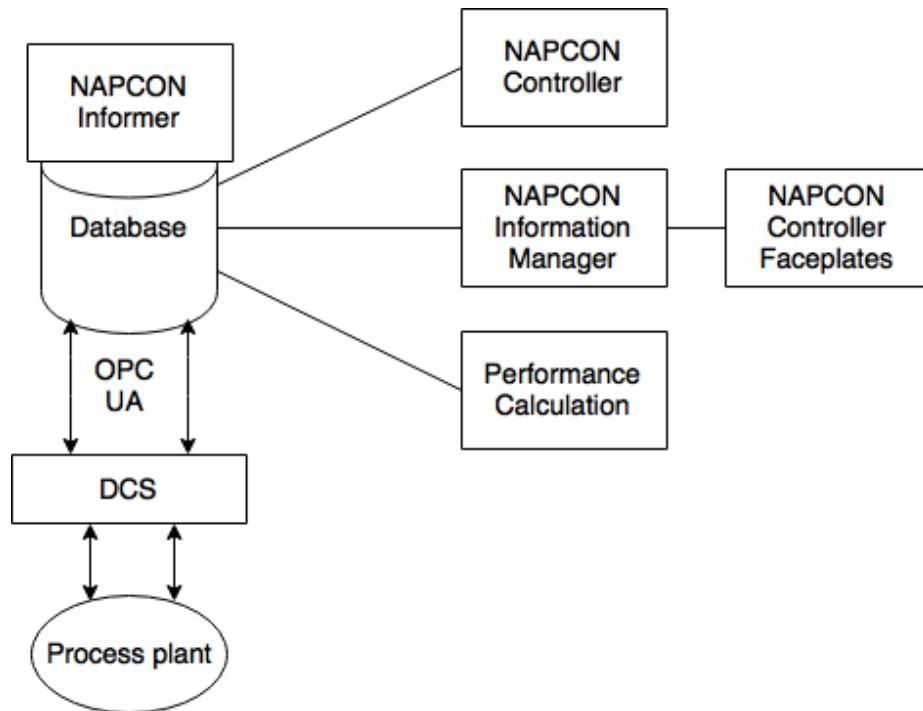 NAPCON
Informer
Database
OPC
UA
DCS
Process plant
NAPCON
Controller
NAPCON
Information
Manager
NAPCON
Controller
Faceplates
Performance
Calculation